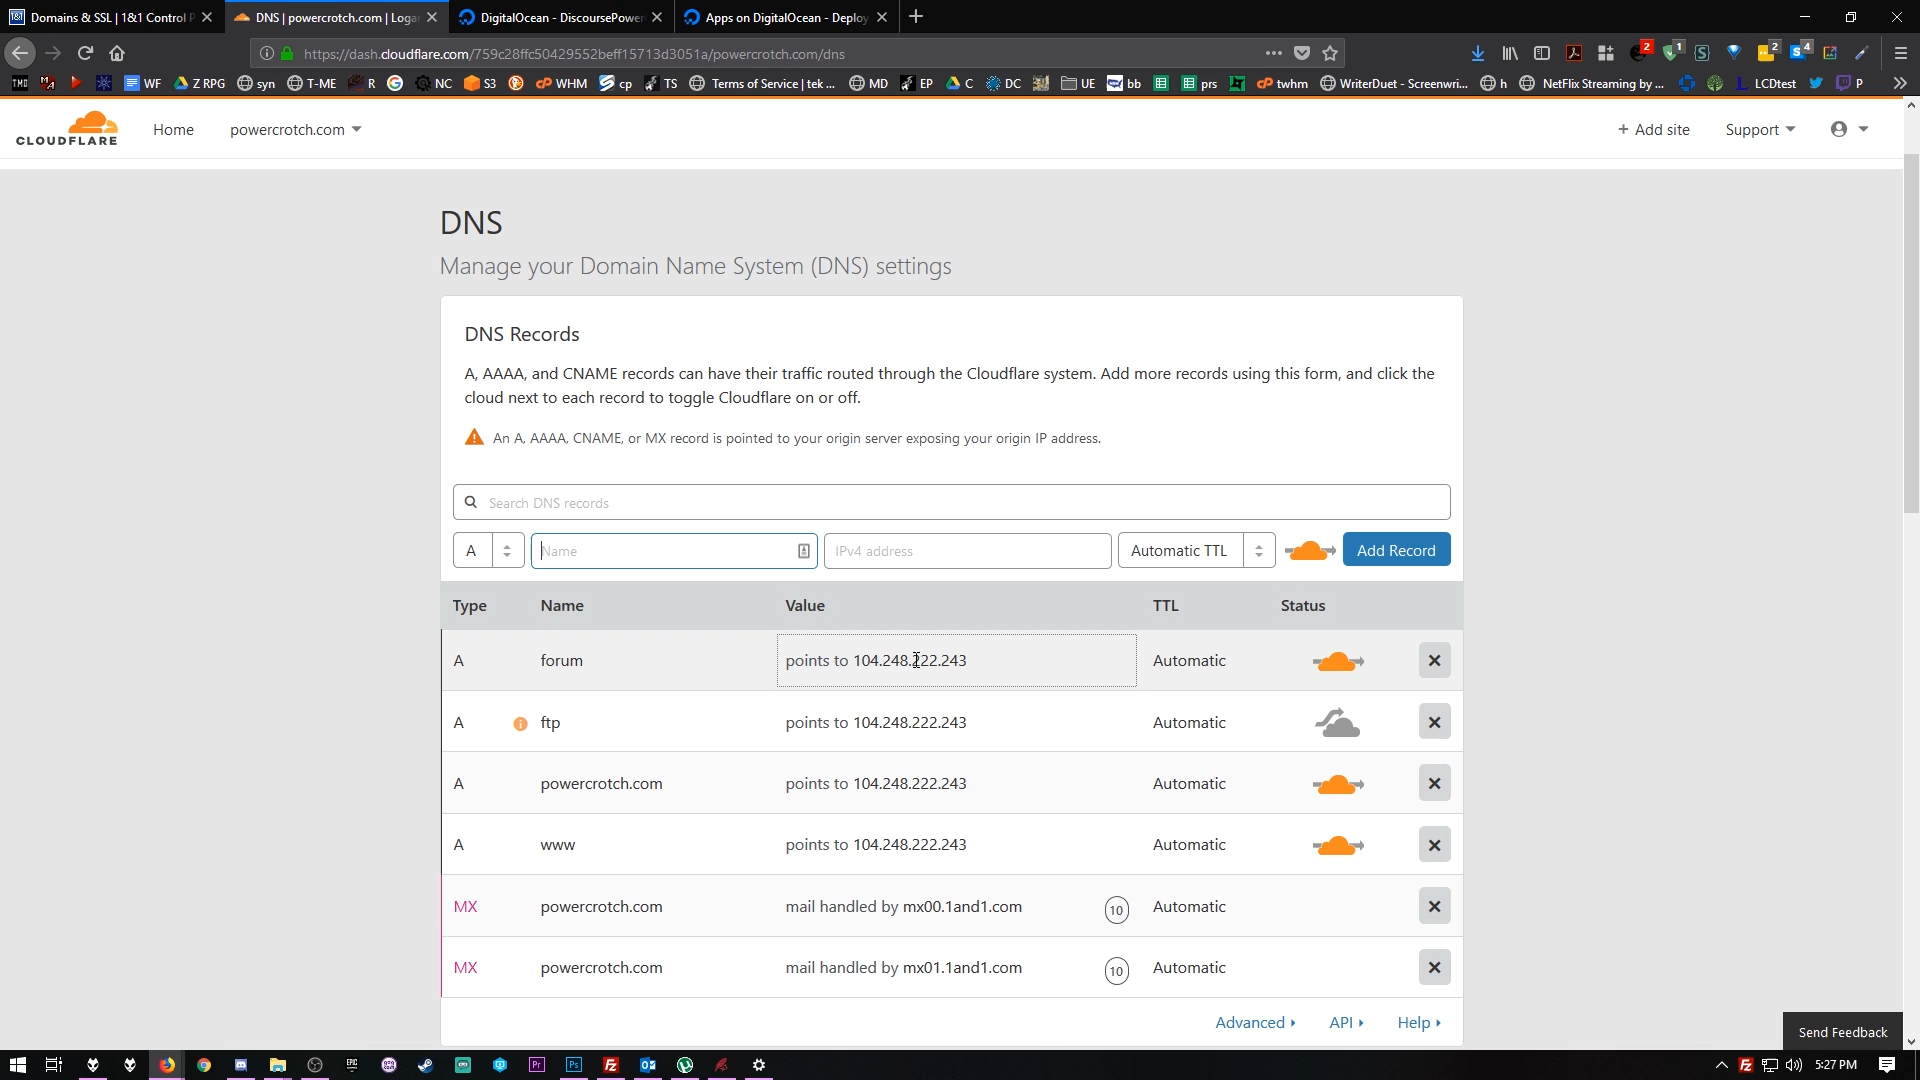 Domains & SSL | 1&1 Control P
DNS | powercrotch.com | Logan
DigitalOcean - DiscoursePower
Apps on DigitalOcean - Deploy
https://dash.cloudflare.com/759c28ffc50429552beff15713d3051a/powercrotch.com/dns
2
1
2
4
WF
Z RPG
syn
T-ME
R
NC
S3
WHM
cp
TS
Terms of Service | tek ...
MD
EP
C
DC
UE
bb
prs
twhm
WriterDuet - Screenwri...
h
NetFlix Streaming by ...
LCDtest
P
CLOUDFLARE
Home
powercrotch.com
+ Add site
Support
DNS
Manage your Domain Name System (DNS) settings
DNS Records
A, AAAA, and CNAME records can have their traffic routed through the Cloudflare system. Add more records using this form, and click the
cloud next to each record to toggle Cloudflare on or off.
An A, AAAA, CNAME, or MX record is pointed to your origin server exposing your origin IP address.
Search DNS records
A
Name
IPv4 address
Automatic TTL
Add Record
Type Name Value TTL Status
A forum points to 104.248.222.243 Automatic
A ftp points to 104.248.222.243 Automatic
A powercrotch.com points to 104.248.222.243 Automatic
A www points to 104.248.222.243 Automatic
MX powercrotch.com mail handled by mx00.1and1.com 10 Automatic
MX powercrotch.com mail handled by mx01.1and1.com 10 Automatic
Advanced
API
Help
Send Feedback
5:27 PM